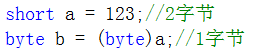 short a = 123;//2字节
byte b = (byte)a;//1字节